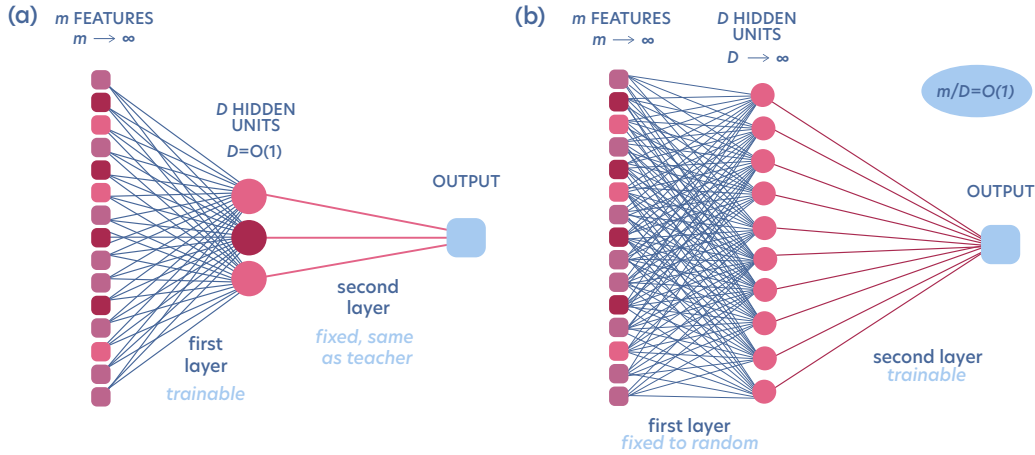 (a)
m FEATURES
m → ∞
D HIDDEN
UNITS
D=O(1)
OUTPUT
second
layer
fixed, same
as teacher
first
layer
trainable
(b)
m FEATURES
m → ∞
D HIDDEN
UNITS
D → ∞
m/D=O(1)
OUTPUT
second layer
trainable
first layer
fixed to random